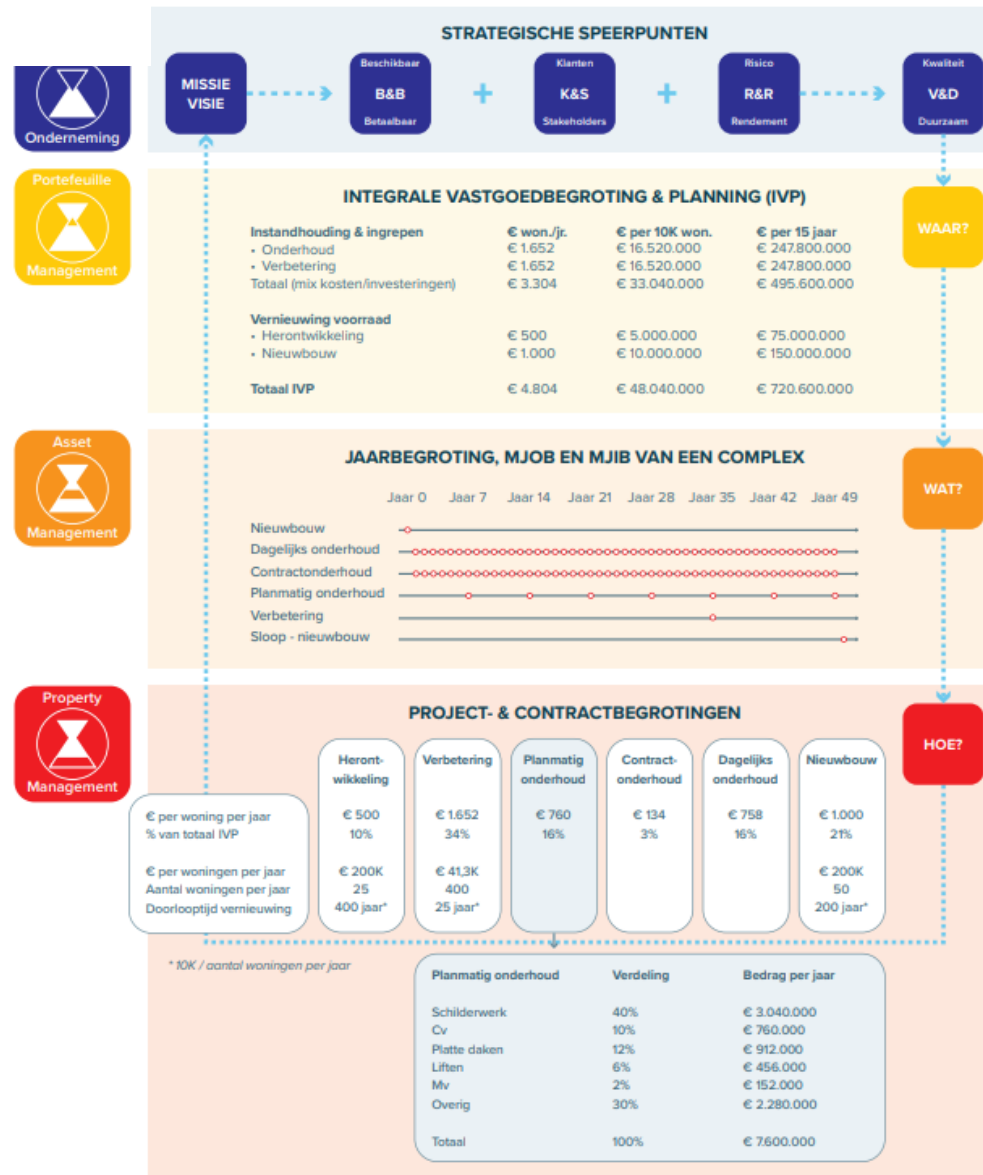 STRATEGISCHE SPEERPUNTEN
Onderneming
MISSIE
VISIE
Beschikbaar
B&B
Betaalbaar
+
Klanten
K&S
Stakeholders
+
Risico
R&R
Rendement
Kwaliteit
V&D
Duurzaam
Portefeuille
Management
INTEGRALE VASTGOEDBEGROTING & PLANNING (IVP)
WAAR?
Instandhouding & ingrepen € won./jr. € per 10K won. € per 15 jaar
• Onderhoud € 1.652 € 16.520.000 € 247.800.000
• Verbetering € 1.652 € 16.520.000 € 247.800.000
Totaal (mix kosten/investeringen) € 3.304 € 33.040.000 € 495.600.000
Vernieuwing voorraad
• Herontwikkeling € 500 € 5.000.000 € 75.000.000
• Nieuwbouw € 1.000 € 10.000.000 € 150.000.000
Totaal IVP € 4.804 € 48.040.000 € 720.600.000
Asset
Management
JAARBEGROTING, MJOB EN MJIB VAN EEN COMPLEX
WAT?
Jaar 0 Jaar 7 Jaar 14 Jaar 21 Jaar 28 Jaar 35 Jaar 42 Jaar 49
Nieuwbouw
Dagelijks onderhoud
Contractonderhoud
Planmatig onderhoud
Verbetering
Sloop - nieuwbouw
Property
Management
PROJECT- & CONTRACTBEGROTINGEN
HOE?
Heront- Verbetering Planmatig Contract- Dagelijks Nieuwbouw
wikkeling onderhoud onderhoud onderhoud
€ per woning per jaar € 500 € 1.652 € 760 € 134 € 758 € 1.000
% van totaal IVP 10% 34% 16% 3% 16% 21%
€ per woningen per jaar € 200K € 41,3K € 200K
Aantal woningen per jaar 25 400 50
Doorlooptijd vernieuwing 400 jaar* 25 jaar* 200 jaar*
* 10K / aantal woningen per jaar
Planmatig onderhoud Verdeling Bedrag per jaar
Schilderwerk 40% € 3.040.000
Cv 10% € 760.000
Platte daken 12% € 912.000
Liften 6% € 456.000
Mv 2% € 152.000
Overig 30% € 2.280.000
Totaal 100% € 7.600.000